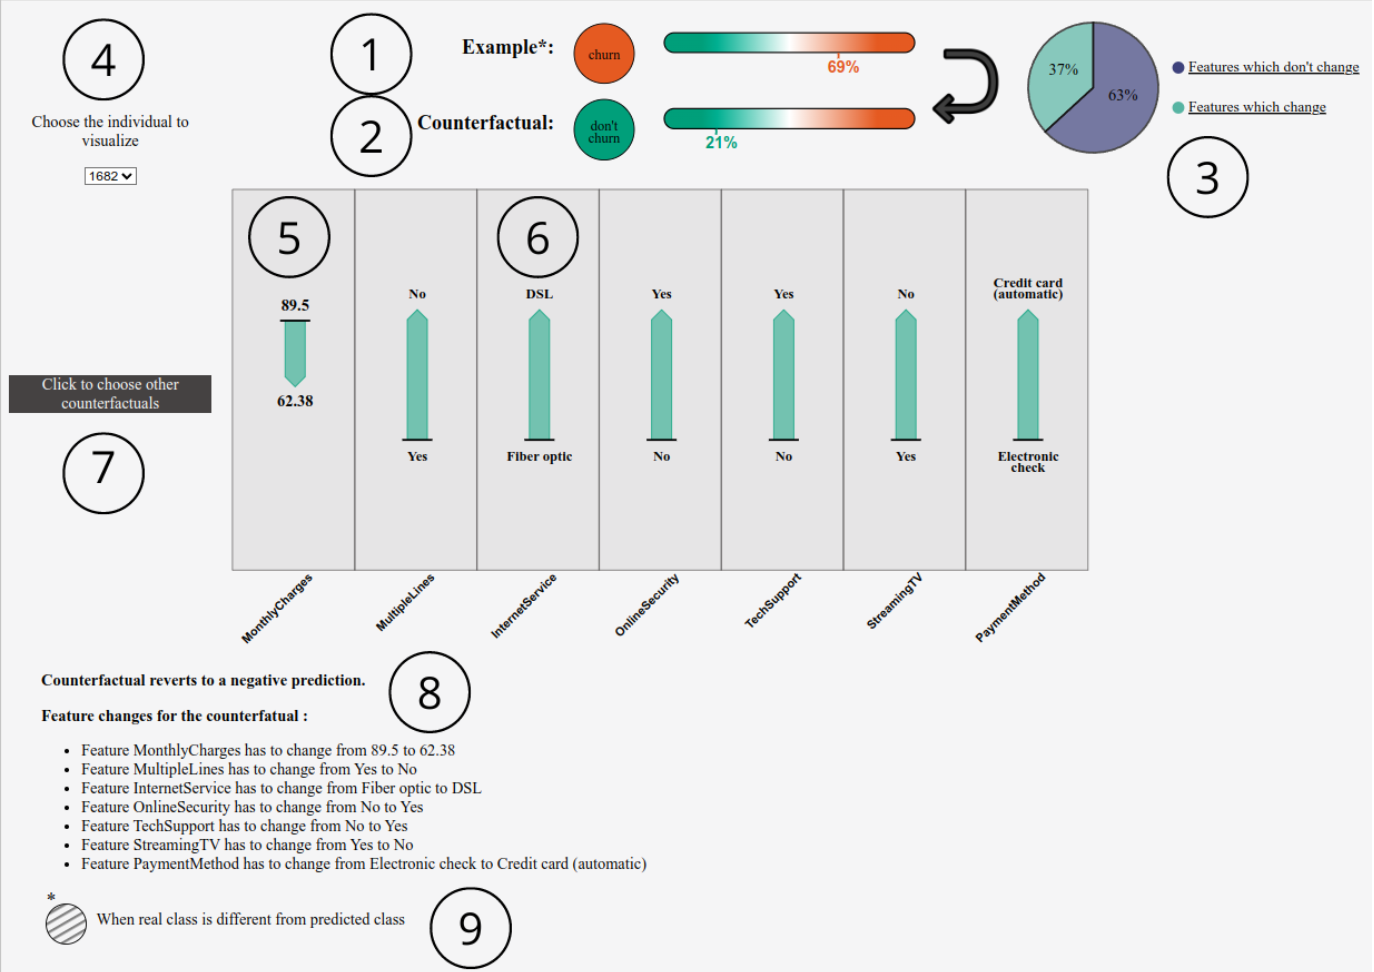 4
Choose the individual to
visualize
1682
1
Example*:
churn
69%
2
Counterfactual:
don't
churn
21%
37%
63%
Features which don't change
Features which change
3
5
6
89.5
62.38
No
Yes
DSL
Fiber optic
Yes
No
Yes
No
No
Yes
Credit card
(automatic)
Electronic
check
Click to choose other
counterfactuals
7
MonthlyCharges
MultipleLines
InternetService
OnlineSecurity
TechSupport
StreamingTV
PaymentMethod
Counterfactual reverts to a negative prediction.
8
Feature changes for the counterfatual :
• Feature MonthlyCharges has to change from 89.5 to 62.38
• Feature MultipleLines has to change from Yes to No
• Feature InternetService has to change from Fiber optic to DSL
• Feature OnlineSecurity has to change from No to Yes
• Feature TechSupport has to change from No to Yes
• Feature StreamingTV has to change from Yes to No
• Feature PaymentMethod has to change from Electronic check to Credit card (automatic)
*
When real class is different from predicted class
9